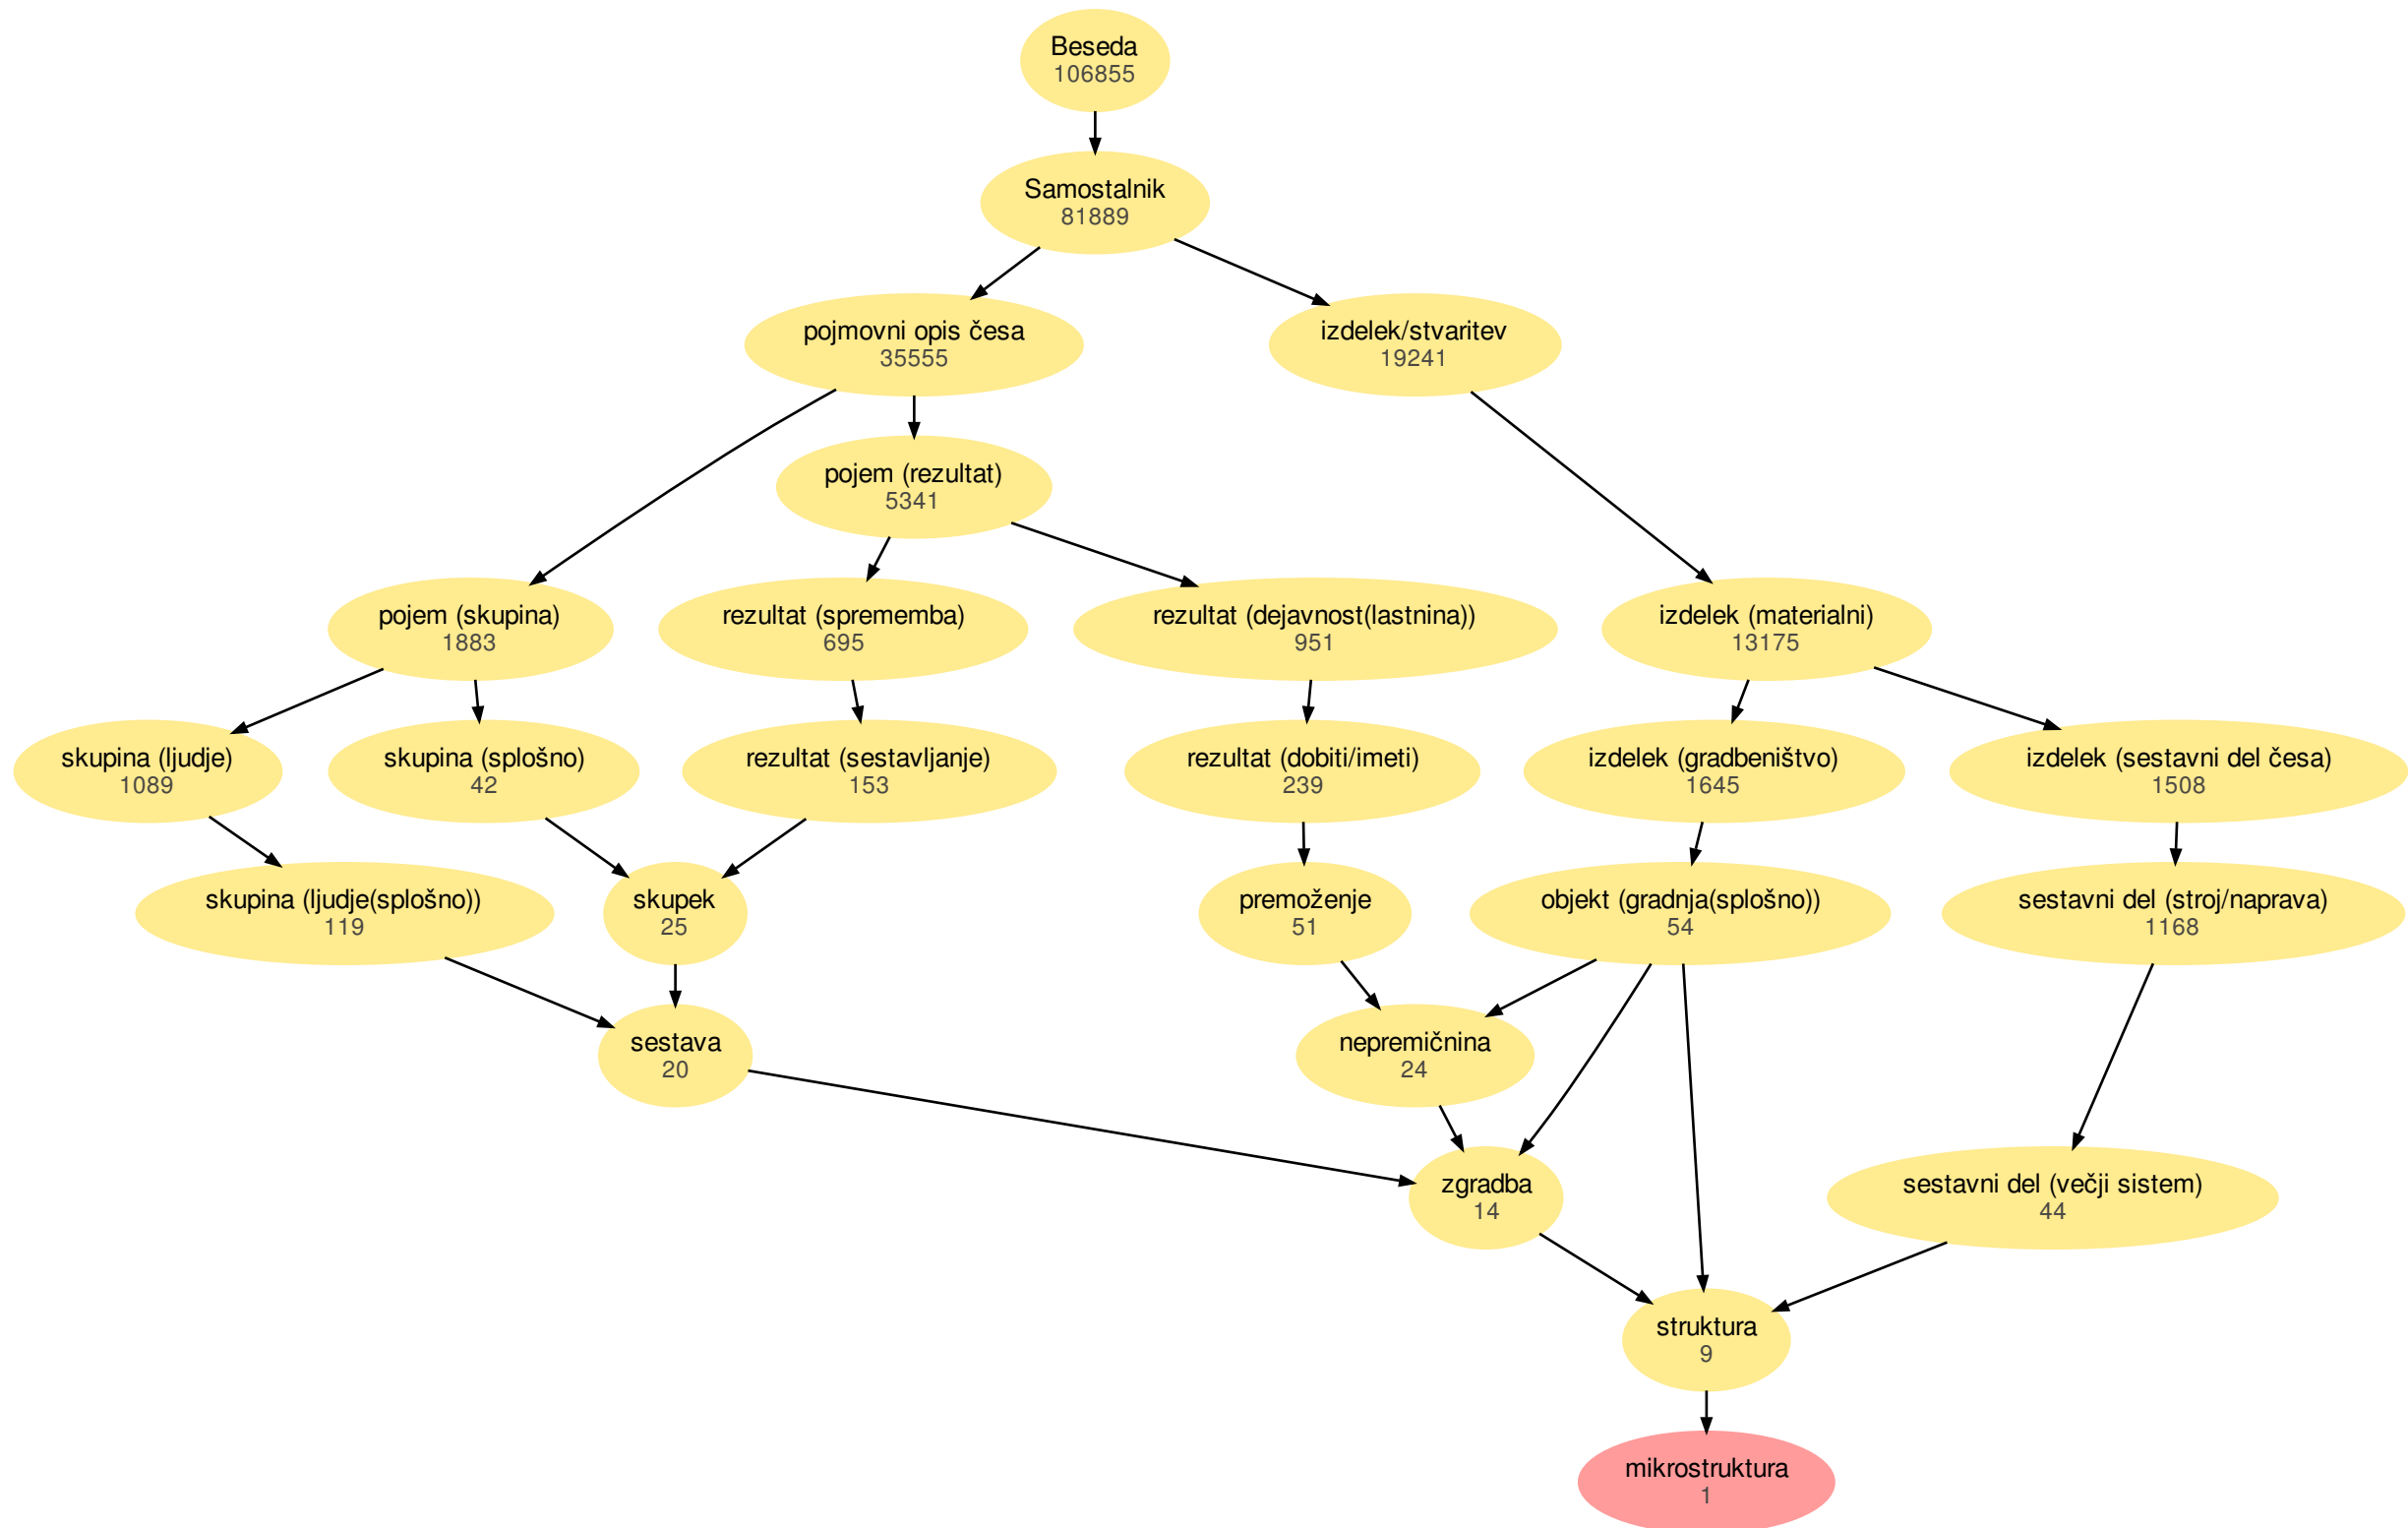 Beseda
106855
Samostalnik
81889
pojmovni opis česa
35555
izdelek/stvaritev
19241
pojem (rezultat)
5341
pojem (skupina)
1883
rezultat (sprememba)
695
rezultat (dejavnost(lastnina))
951
izdelek (materialni)
13175
skupina (ljudje)
1089
skupina (splošno)
42
rezultat (sestavljanje)
153
rezultat (dobiti/imeti)
239
izdelek (gradbeništvo)
1645
izdelek (sestavni del česa)
1508
skupina (ljudje(splošno))
119
skupek
25
premoženje
51
objekt (gradnja(splošno))
54
sestavni del (stroj/naprava)
1168
sestava
20
nepremičnina
24
zgradba
14
sestavni del (večji sistem)
44
struktura
9
mikrostruktura
1